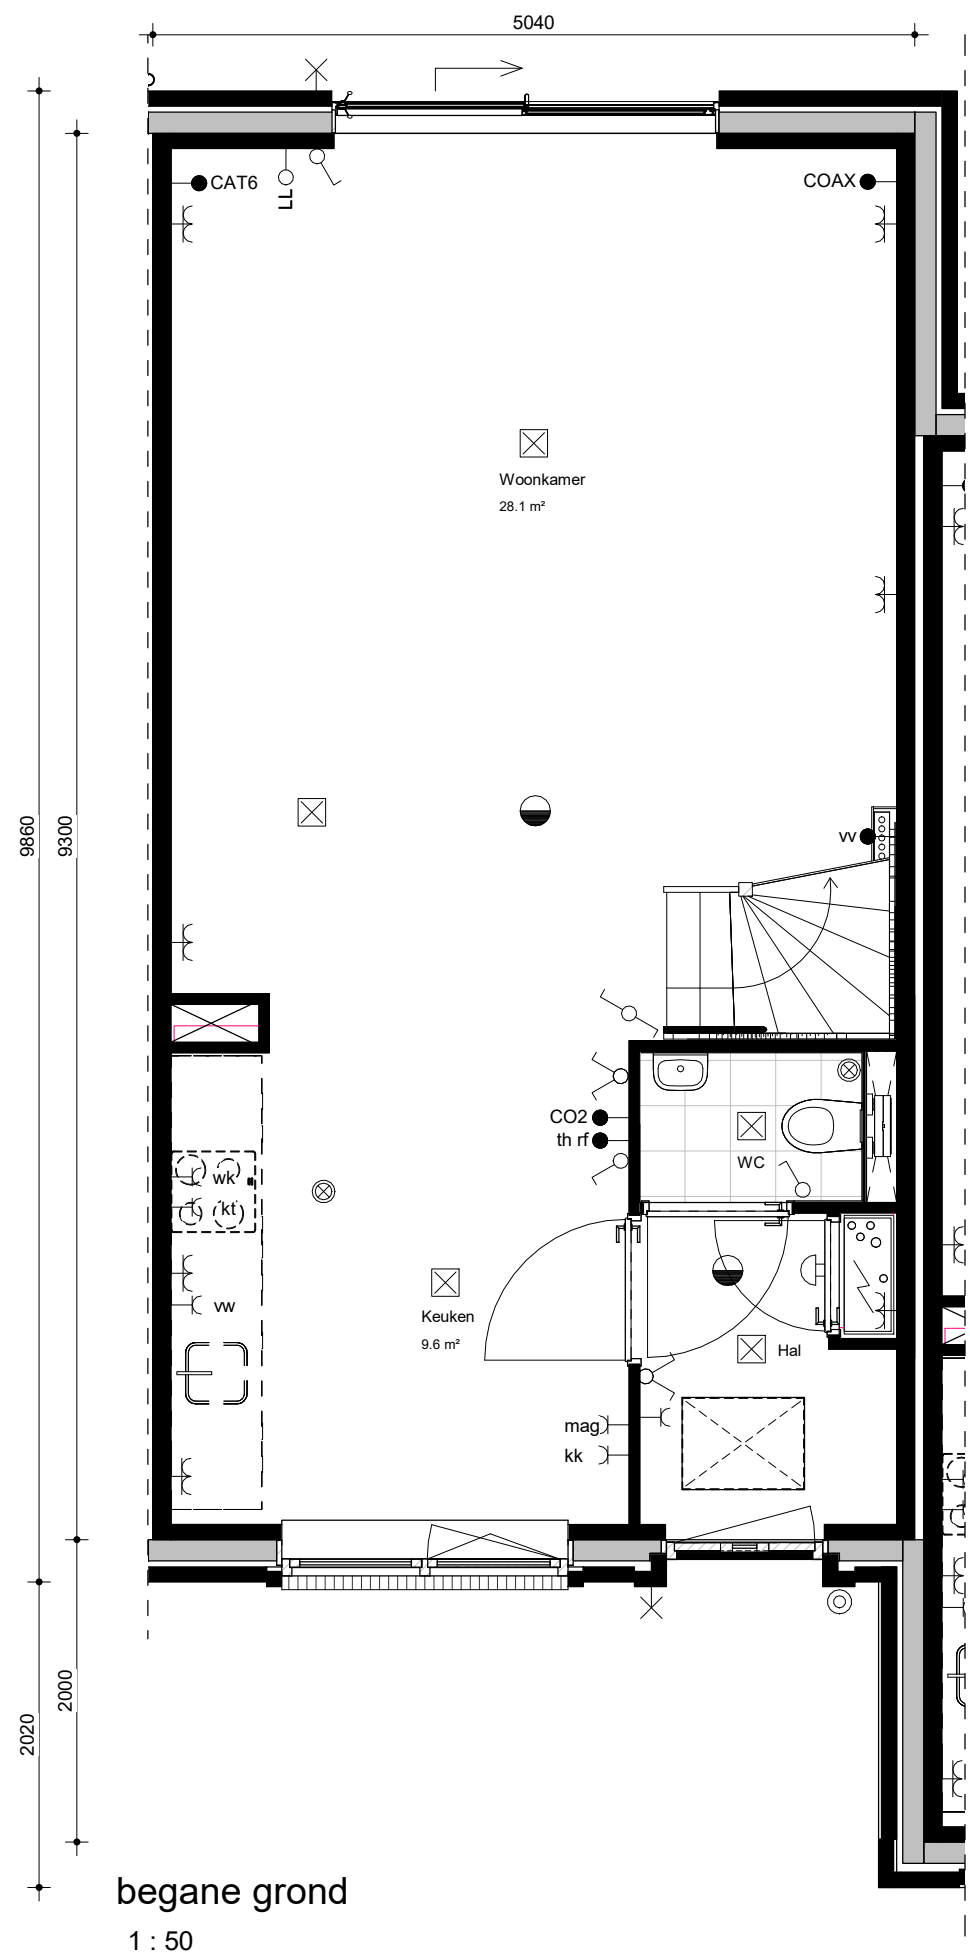 5040
CAT6
LL
COAX
Woonkamer
28.1 m²
9860
9300
vv
CO2
th rf
WC
wk
kt
vw
Keuken
9.6 m²
Hal
mag
kk
2020
2000
begane grond
1 : 50